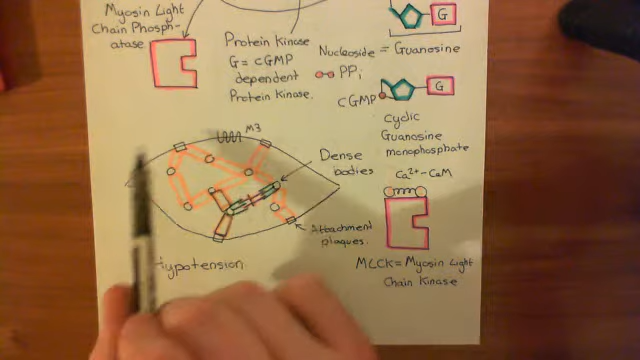 Myosin Light
Chain Phosph-
atase
Protein Kinase
G = cGMP
dependent
Protein Kinase.
G
Nucleoside = Guanosine
PPi
G
cGMP
cyclic
Guanosine
monophosphate
M3
Dense
bodies
Attachment
plaques.
Ca2+-CaM
MLCK = Myosin Light
Chain Kinase
Hypotension